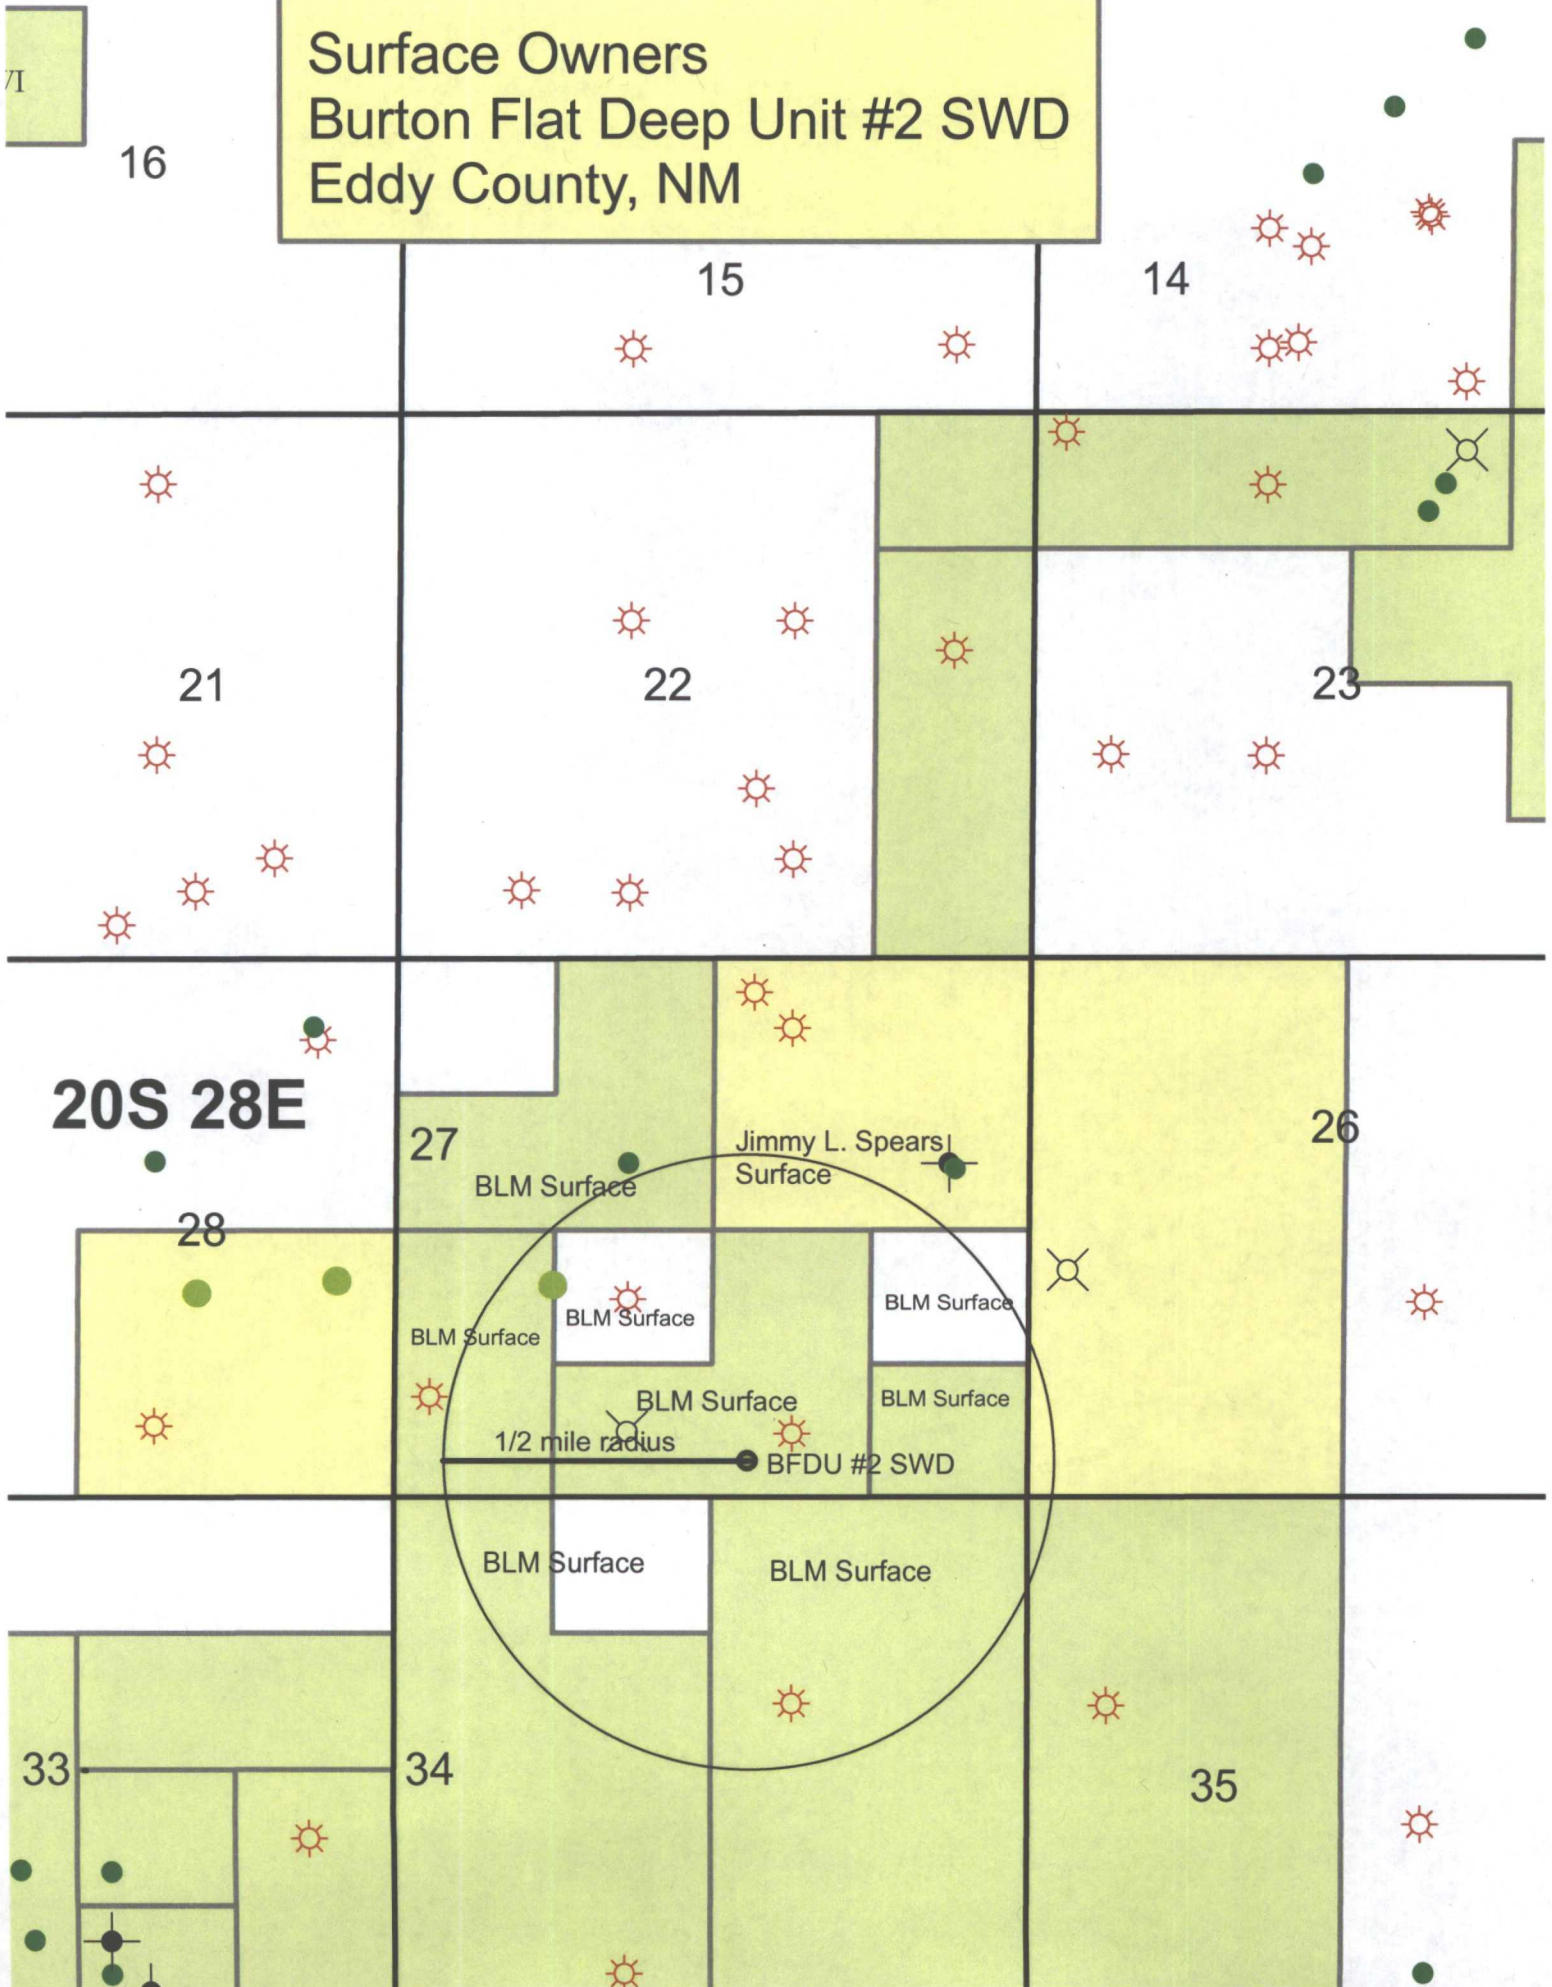 Surface Owners
Burton Flat Deep Unit #2 SWD
Eddy County, NM
16
15
14
21
22
23
20S 28E
27
26
Jimmy L. Spears
Surface
BLM Surface
28
BLM Surface
BLM Surface
BLM Surface
BLM Surface
BLM Surface
1/2 mile radius
BFDU #2 SWD
BLM Surface
BLM Surface
33
34
35